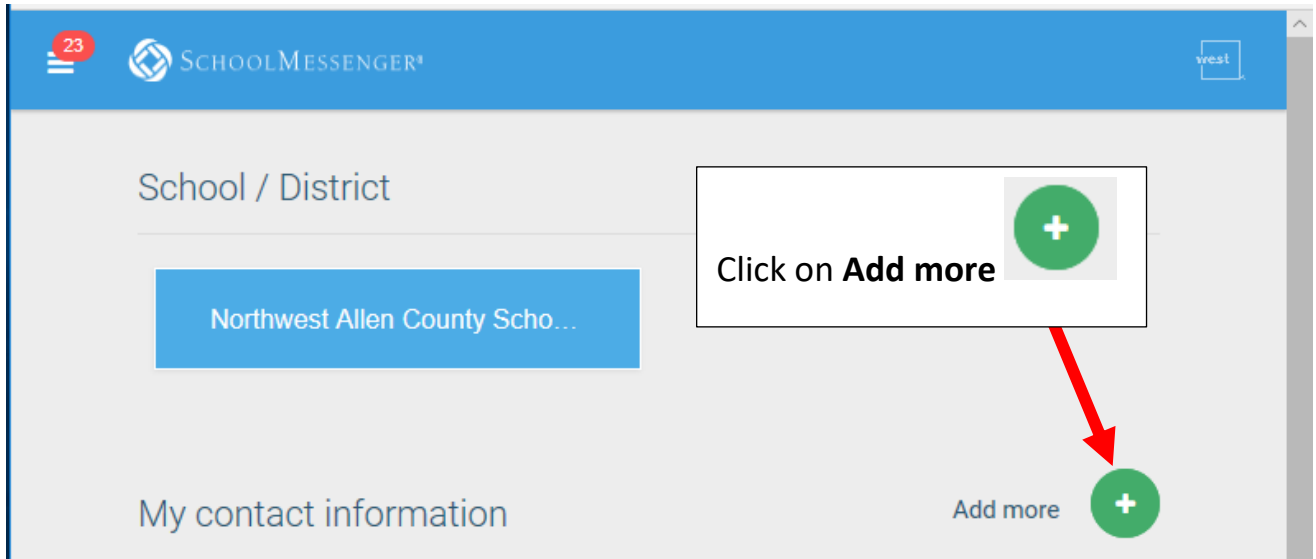 23
SCHOOLMESSENGER®
west
School / District
Click on Add more
Northwest Allen County Scho...
My contact information
Add more